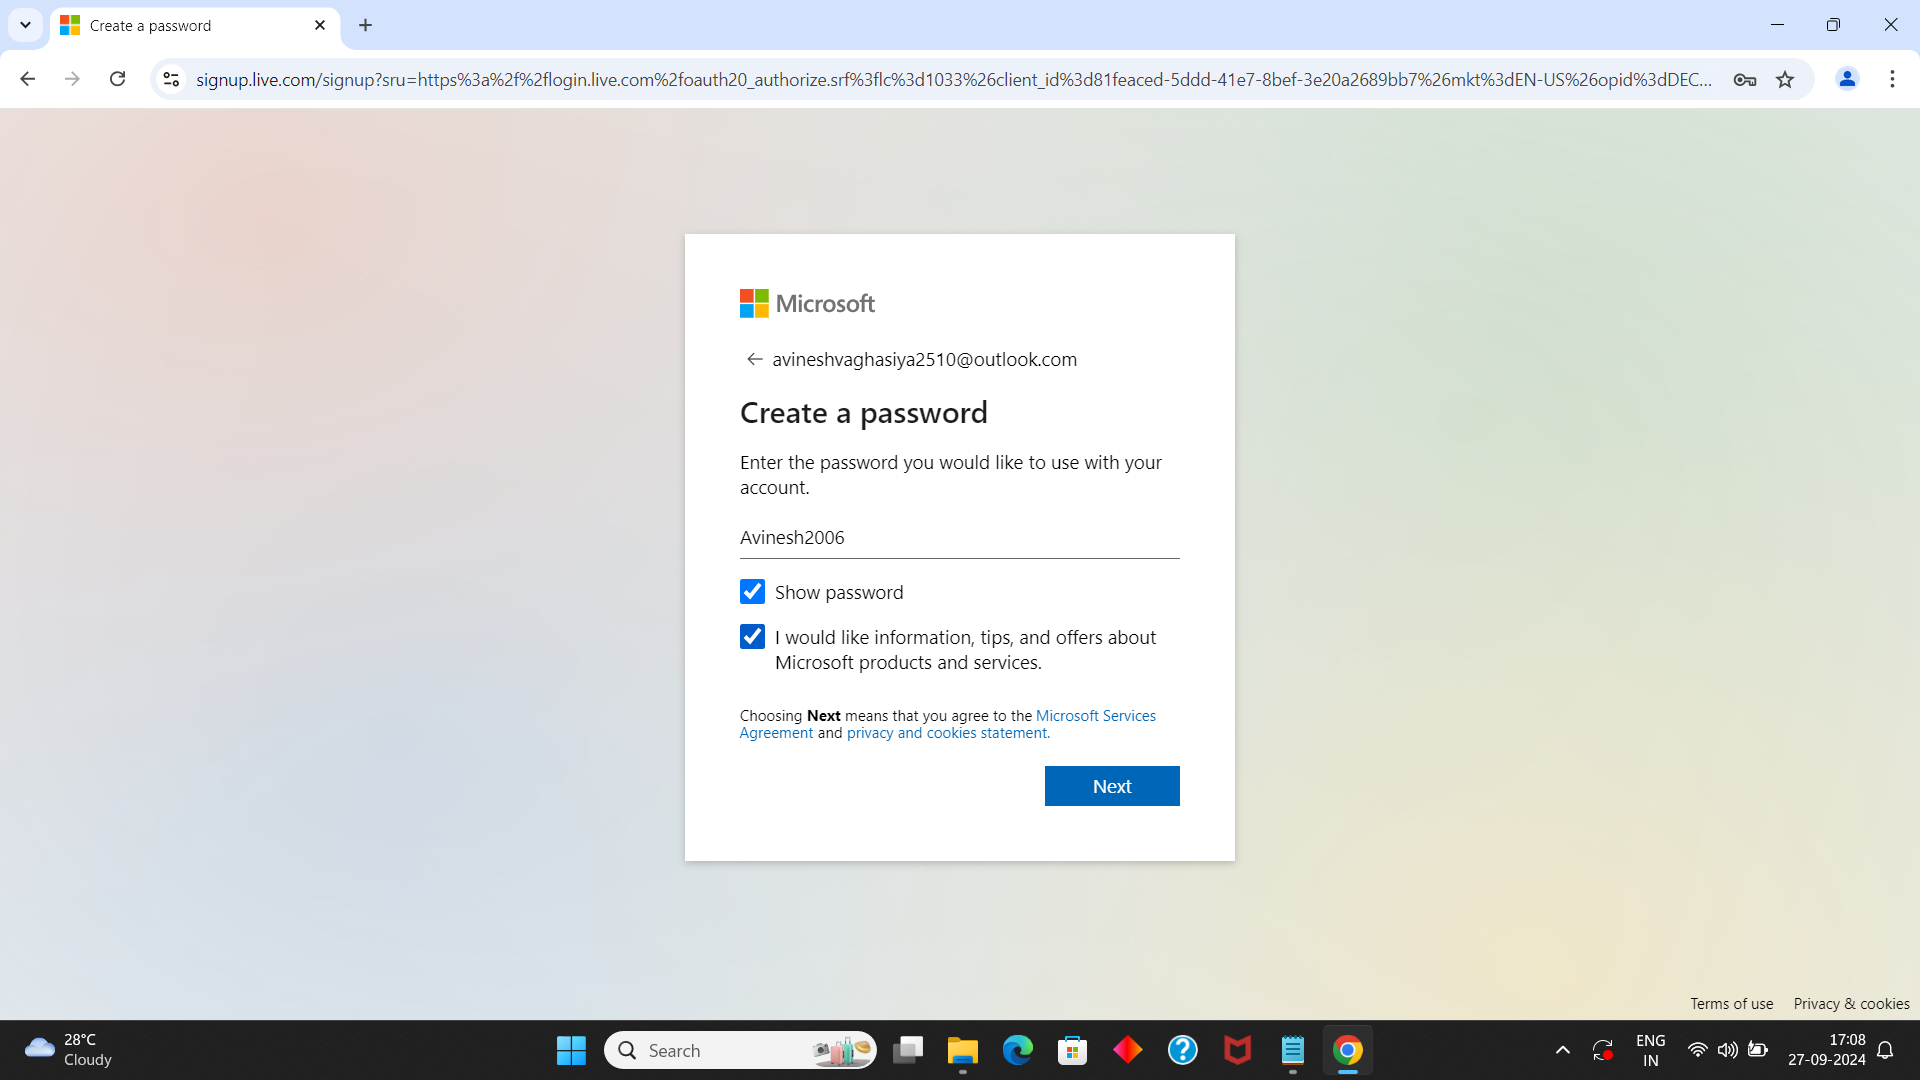 Create a password
signup.live.com/signup?sru=https%3a%2f%2flogin.live.com%2foauth20_authorize.srf%3flc%3d1033%26client_id%3d81feaced-5ddd-41e7-8bef-3e20a2689bb7%26mkt%3dEN-US%26opid%3dDEC...
Microsoft
avineshvaghasiya2510@outlook.com
Create a password
Enter the password you would like to use with your
account.
Avinesh2006
Show password
I would like information, tips, and offers about
Microsoft products and services.
Choosing Next means that you agree to the Microsoft Services
Agreement and privacy and cookies statement.
Next
Terms of use Privacy & cookies
28°C
Cloudy
Search
ENG
IN
17:08
27-09-2024